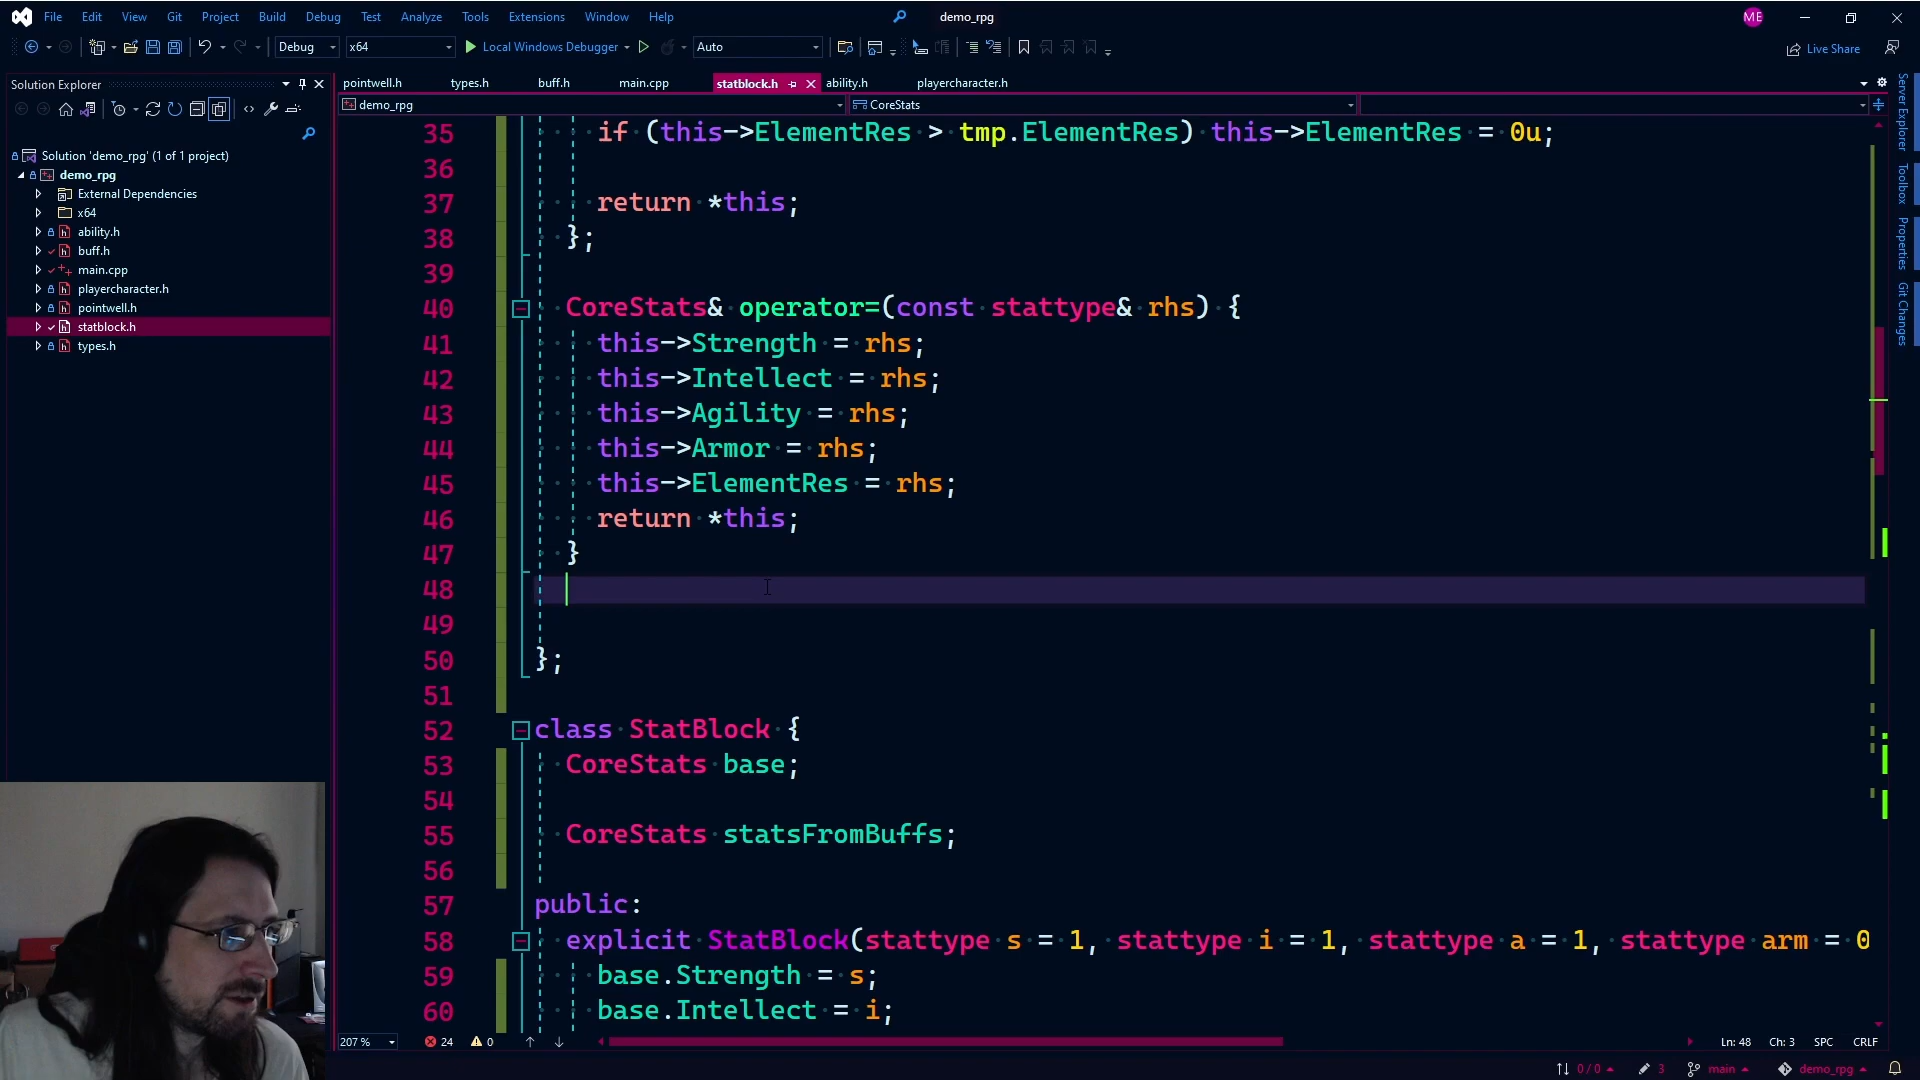 File Edit View Git Project Build Debug Test Analyze Tools Extensions Window Help demo_rpg ME
Debug x64 Local Windows Debugger Auto Live Share
Solution Explorer
pointwell.h types.h buff.h main.cpp statblock.h ability.h playercharacter.h
demo_rpg CoreStats
Solution 'demo_rpg' (1 of 1 project)
demo_rpg
External Dependencies
x64
ability.h
buff.h
main.cpp
playercharacter.h
pointwell.h
statblock.h
types.h
35 if (this->ElementRes > tmp.ElementRes) this->ElementRes = 0u;
36
37 return *this;
38 };
39
40 CoreStats& operator=(const stattype& rhs) {
41 this->Strength = rhs;
42 this->Intellect = rhs;
43 this->Agility = rhs;
44 this->Armor = rhs;
45 this->ElementRes = rhs;
46 return *this;
47 }
48
49
50 };
51
52 class StatBlock {
53 CoreStats base;
54
55 CoreStats statsFromBuffs;
56
57 public:
58 explicit StatBlock(stattype s = 1, stattype i = 1, stattype a = 1, stattype arm = 0
59 base.Strength = s;
60 base.Intellect = i;
207 % 24 0 Ln: 48 Ch: 3 SPC CRLF
0 / 0 3 main demo_rpg
Server Explorer
Toolbox
Properties
Git Changes